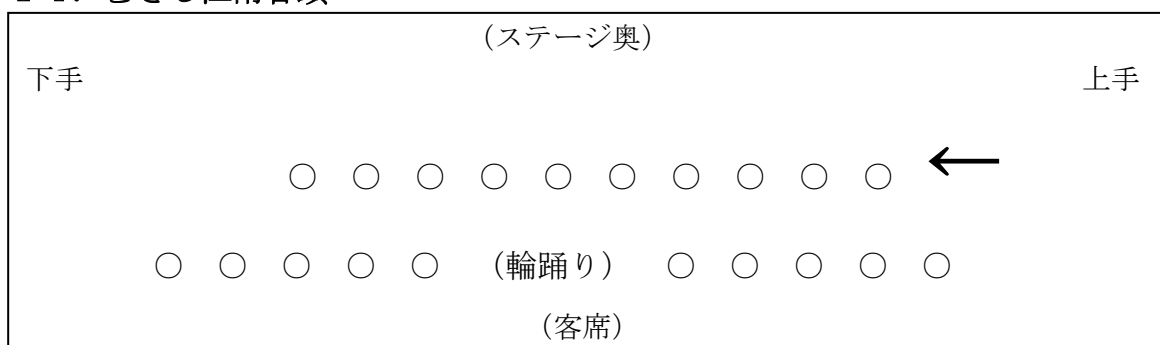 （ステージ奥）
下手 上手
○ ○ ○ ○ ○ ○ ○ ○ ○ ○ ←
○ ○ ○ ○ ○ （輪踊り） ○ ○ ○ ○ ○
（客席）